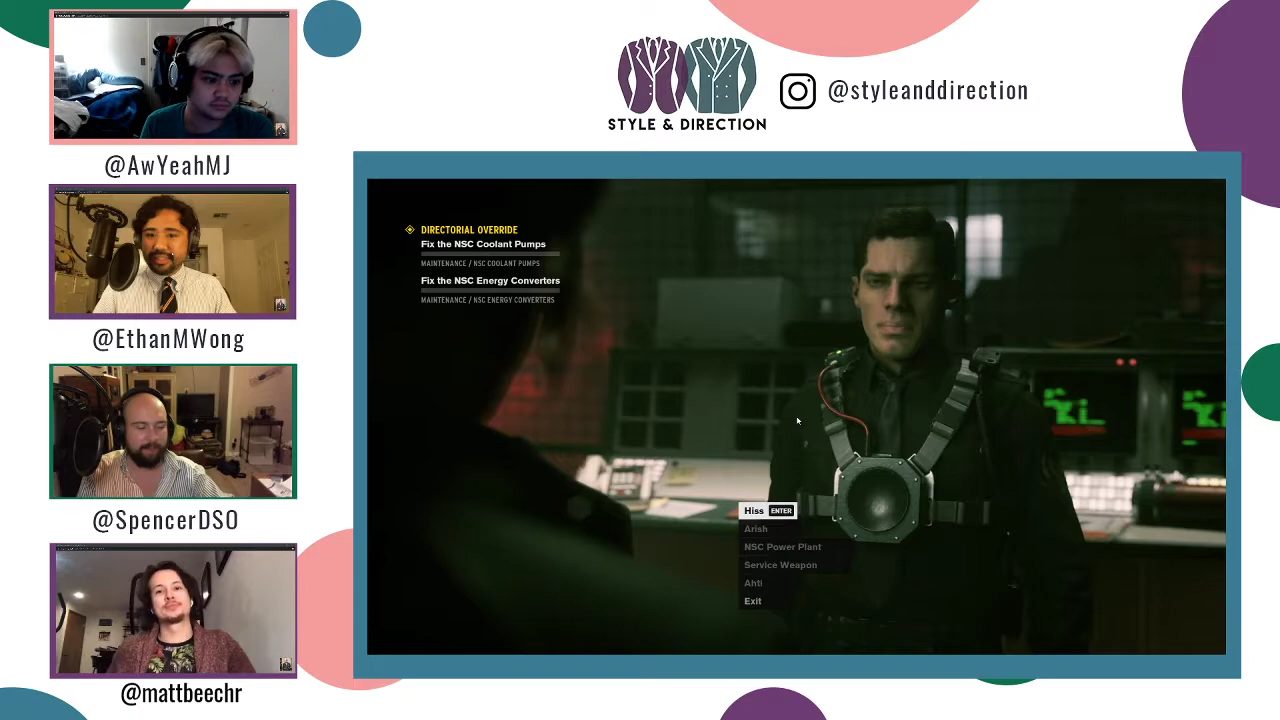 @AwYeahMJ
@EthanMWong
@SpencerDSO
@mattbeechr
STYLE & DIRECTION
@styleanddirection
DIRECTORIAL OVERRIDE
Fix the NSC Coolant Pumps
MAINTENANCE / NSC COOLANT PUMPS
Fix the NSC Energy Converters
MAINTENANCE / NSC ENERGY CONVERTERS
Hiss ENTER
Arish
NSC Power Plant
Service Weapon
Ahti
Exit